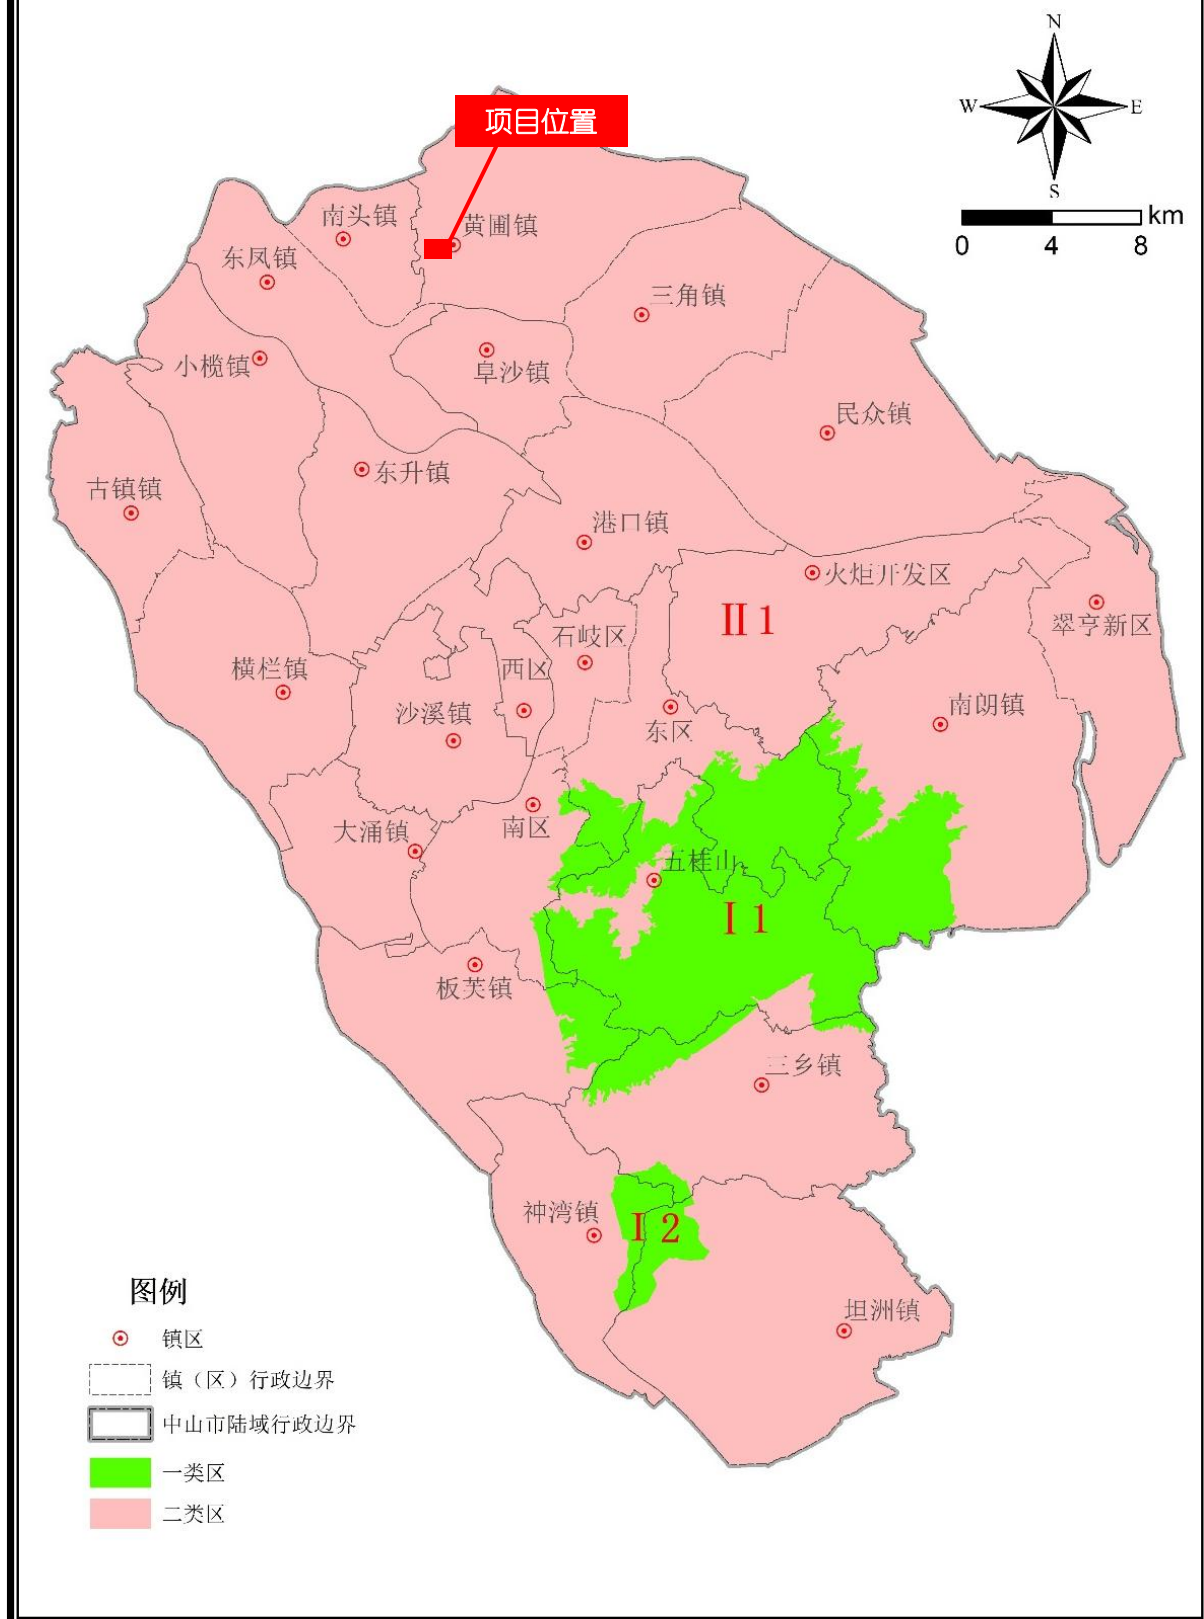 N
W
E
S
km
0 4 8
项目位置
南头镇
黄圃镇
东凤镇
三角镇
小榄镇
阜沙镇
民众镇
东升镇
古镇镇
港口镇
火炬开发区
II 1
翠亨新区
石岐区
西区
横栏镇
沙溪镇
东区
南朗镇
南区
大涌镇
五桂山
I 1
板芙镇
三乡镇
神湾镇
I 2
坦洲镇
图例
镇区
镇（区）行政边界
中山市陆域行政边界
一类区
二类区